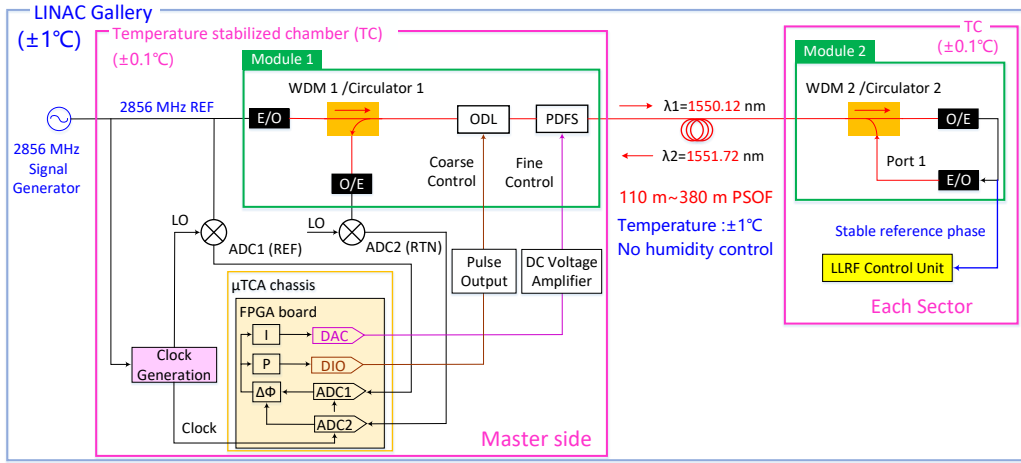 LINAC Gallery
(±1℃)
Temperature stabilized chamber (TC)
(±0.1℃)
TC
(±0.1℃)
Module 1
Module 2
WDM 1 /Circulator 1
WDM 2 /Circulator 2
2856 MHz REF
E/O
ODL
PDFS
λ1=1550.12 nm
O/E
2856 MHz
Signal
Generator
Coarse
Control
Fine
Control
λ2=1551.72 nm
Port 1
O/E
E/O
110 m~380 m PSOF
Temperature :±1℃
No humidity control
LO
LO
ADC1 (REF)
ADC2 (RTN)
Stable reference phase
Pulse
Output
DC Voltage
Amplifier
LLRF Control Unit
Each Sector
µTCA chassis
FPGA board
I
DAC
P
DIO
Clock
Generation
ΔΦ
ADC1
ADC2
Clock
Master side